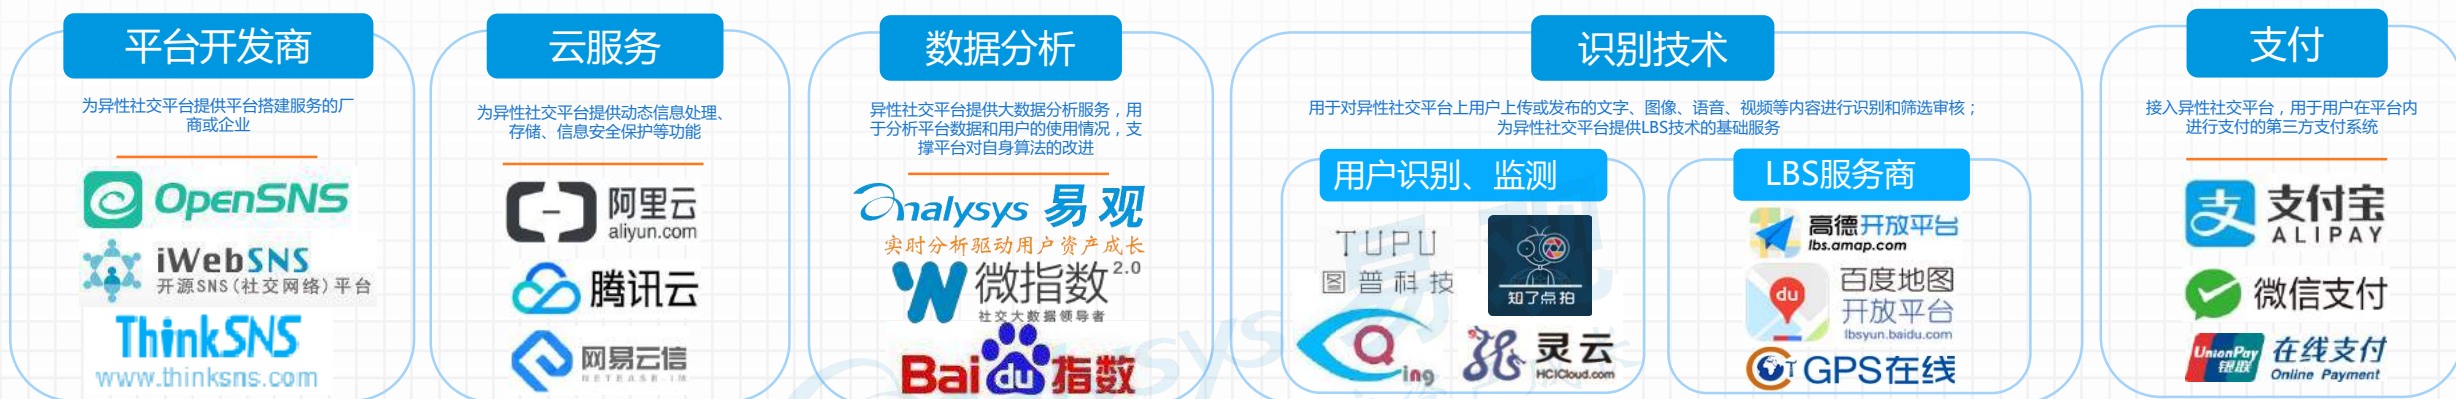 平台开发商
为异性社交平台提供平台搭建服务的厂
商或企业
OpenSNS
iWebSNS
开源SNS(社交网络)平台
ThinkSNS
www.thinksns.com
云服务
为异性社交平台提供动态信息处理、
存储、信息安全保护等功能
阿里云
aliyun.com
腾讯云
网易云信
NETEASE IM
数据分析
异性社交平台提供大数据分析服务，用
于分析平台数据和用户的使用情况，支
撑平台对自身算法的改进
analysys 易观
实时分析驱动用户资产成长
微指数 2.0
社交大数据领导者
Bai du 指数
识别技术
用于对异性社交平台上用户上传或发布的文字、图像、语音、视频等内容进行识别和筛选审核；
为异性社交平台提供LBS技术的基础服务
用户识别、监测
TUPU
图普科技
知了点拍
Qing
灵云
HCICloud.com
LBS服务商
高德开放平台
lbs.amap.com
du
百度地图
开放平台
lbsyun.baidu.com
GPS在线
支付
接入异性社交平台，用于用户在平台内
进行支付的第三方支付系统
支 支付宝
ALIPAY
微信支付
UnionPay
银联
在线支付
Online Payment